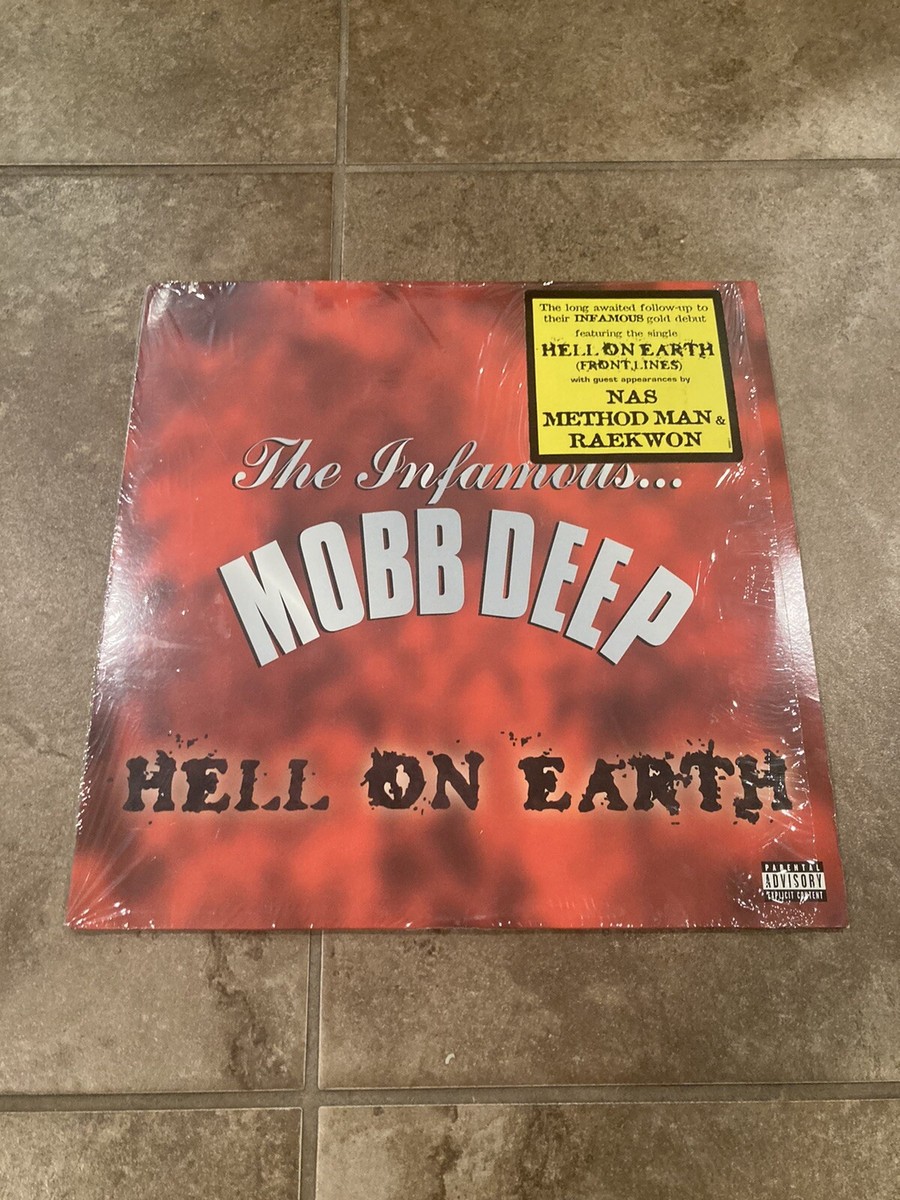 The long awaited follow-up to
their INFAMOUS gold debut
featuring the single
HELL ON EARTH
(FRONT LINES)
with guest appearances by
NAS
METHOD MAN &
RAEKWON
The Infamous...
MOBB DEEP
HELL ON EARTH
PARENTAL
ADVISORY
EXPLICIT CONTENT